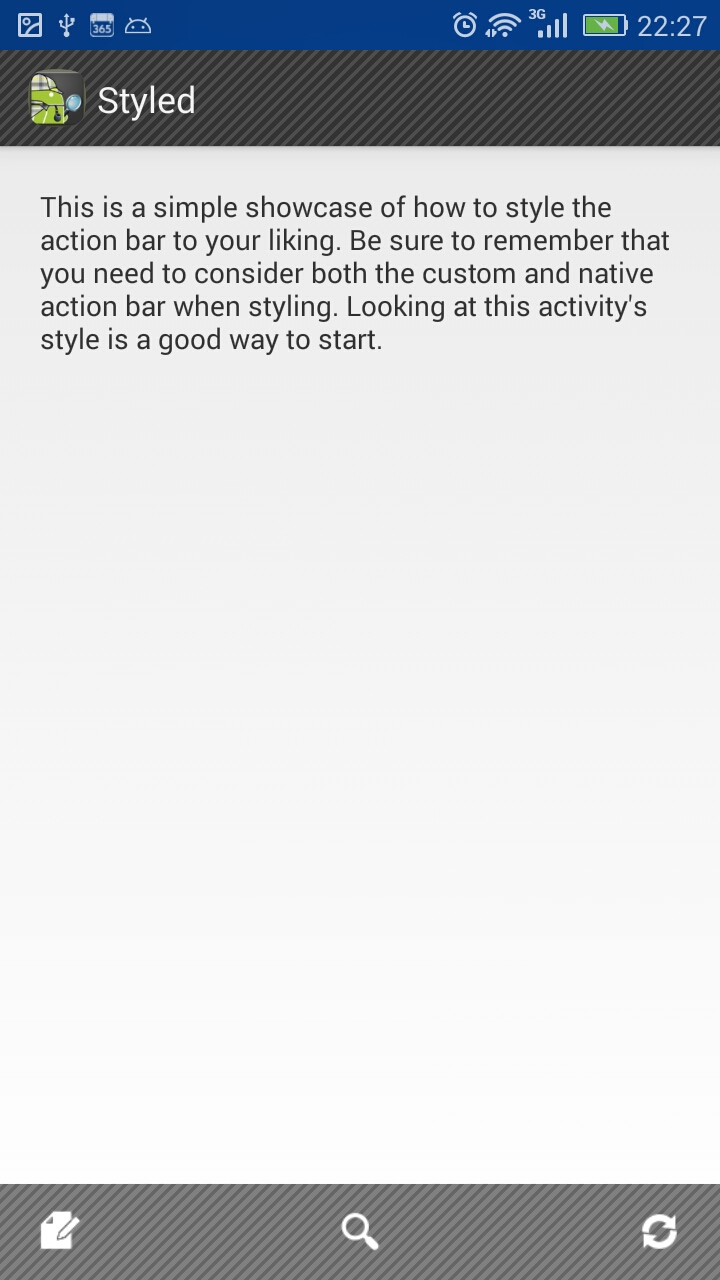 365
3G
22:27
Styled
This is a simple showcase of how to style the
action bar to your liking. Be sure to remember that
you need to consider both the custom and native
action bar when styling. Looking at this activity's
style is a good way to start.